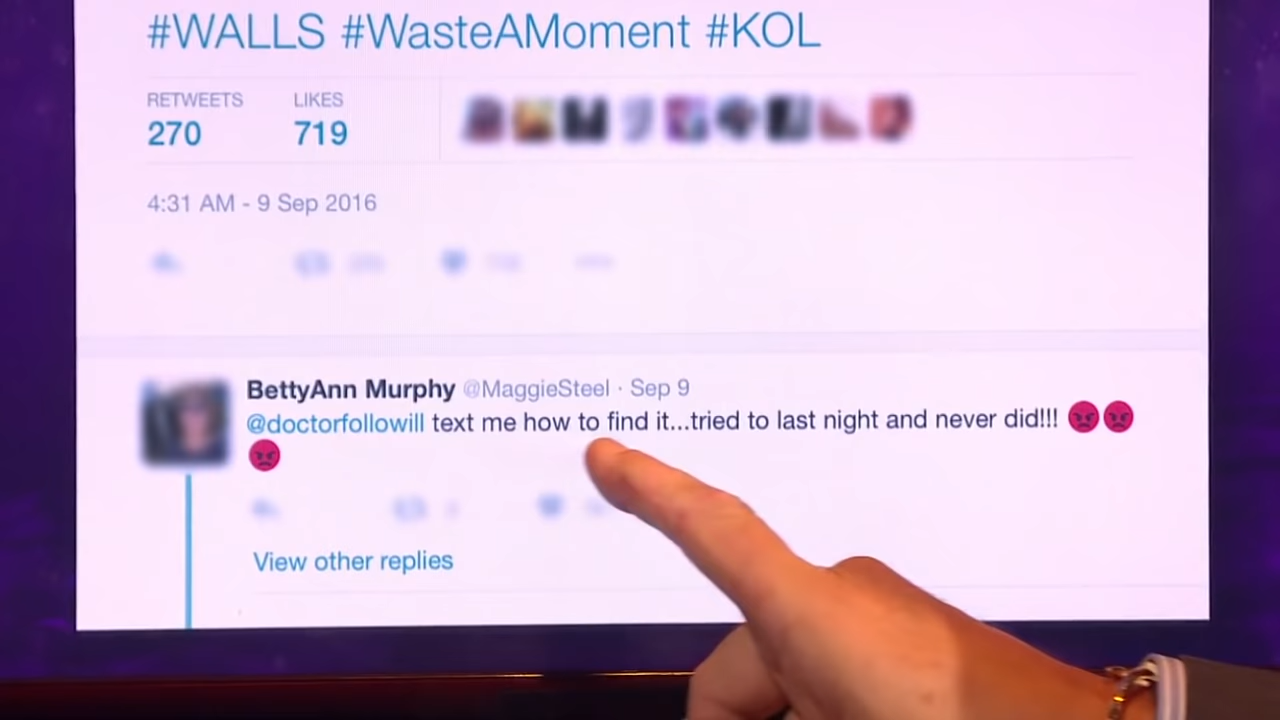 #WALLS #WasteAMoment #KOL
RETWEETS LIKES
270 719
4:31 AM - 9 Sep 2016
BettyAnn Murphy @MaggieSteel · Sep 9
@doctorfollowill text me how to find it...tried to last night and never did!!! 😡😡
😡
View other replies